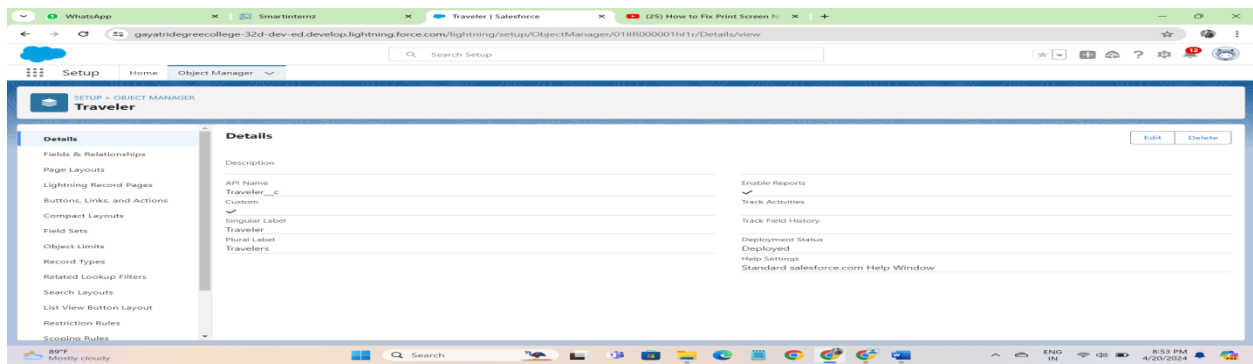 WhatsApp
Smartinternz
Traveler | Salesforce
(25) How to Fix Print Screen N
gayatridegreecollege-32d-dev-ed.develop.lightning.force.com/lightning/setup/ObjectManager/01IIR000001hI1r/Details/view
Search Setup
12
Setup Home Object Manager
SETUP > OBJECT MANAGER
Traveler
Details
Fields & Relationships
Page Layouts
Lightning Record Pages
Buttons, Links, and Actions
Compact Layouts
Field Sets
Object Limits
Record Types
Related Lookup Filters
Search Layouts
List View Button Layout
Restriction Rules
Scoping Rules
Details
Edit Delete
Description
API Name
Traveler__c
Custom
Singular Label
Traveler
Plural Label
Travelers
Enable Reports
Track Activities
Track Field History
Deployment Status
Deployed
Help Settings
Standard salesforce.com Help Window
89°F
Mostly cloudy
Search
ENG
IN
8:53 PM
4/20/2024